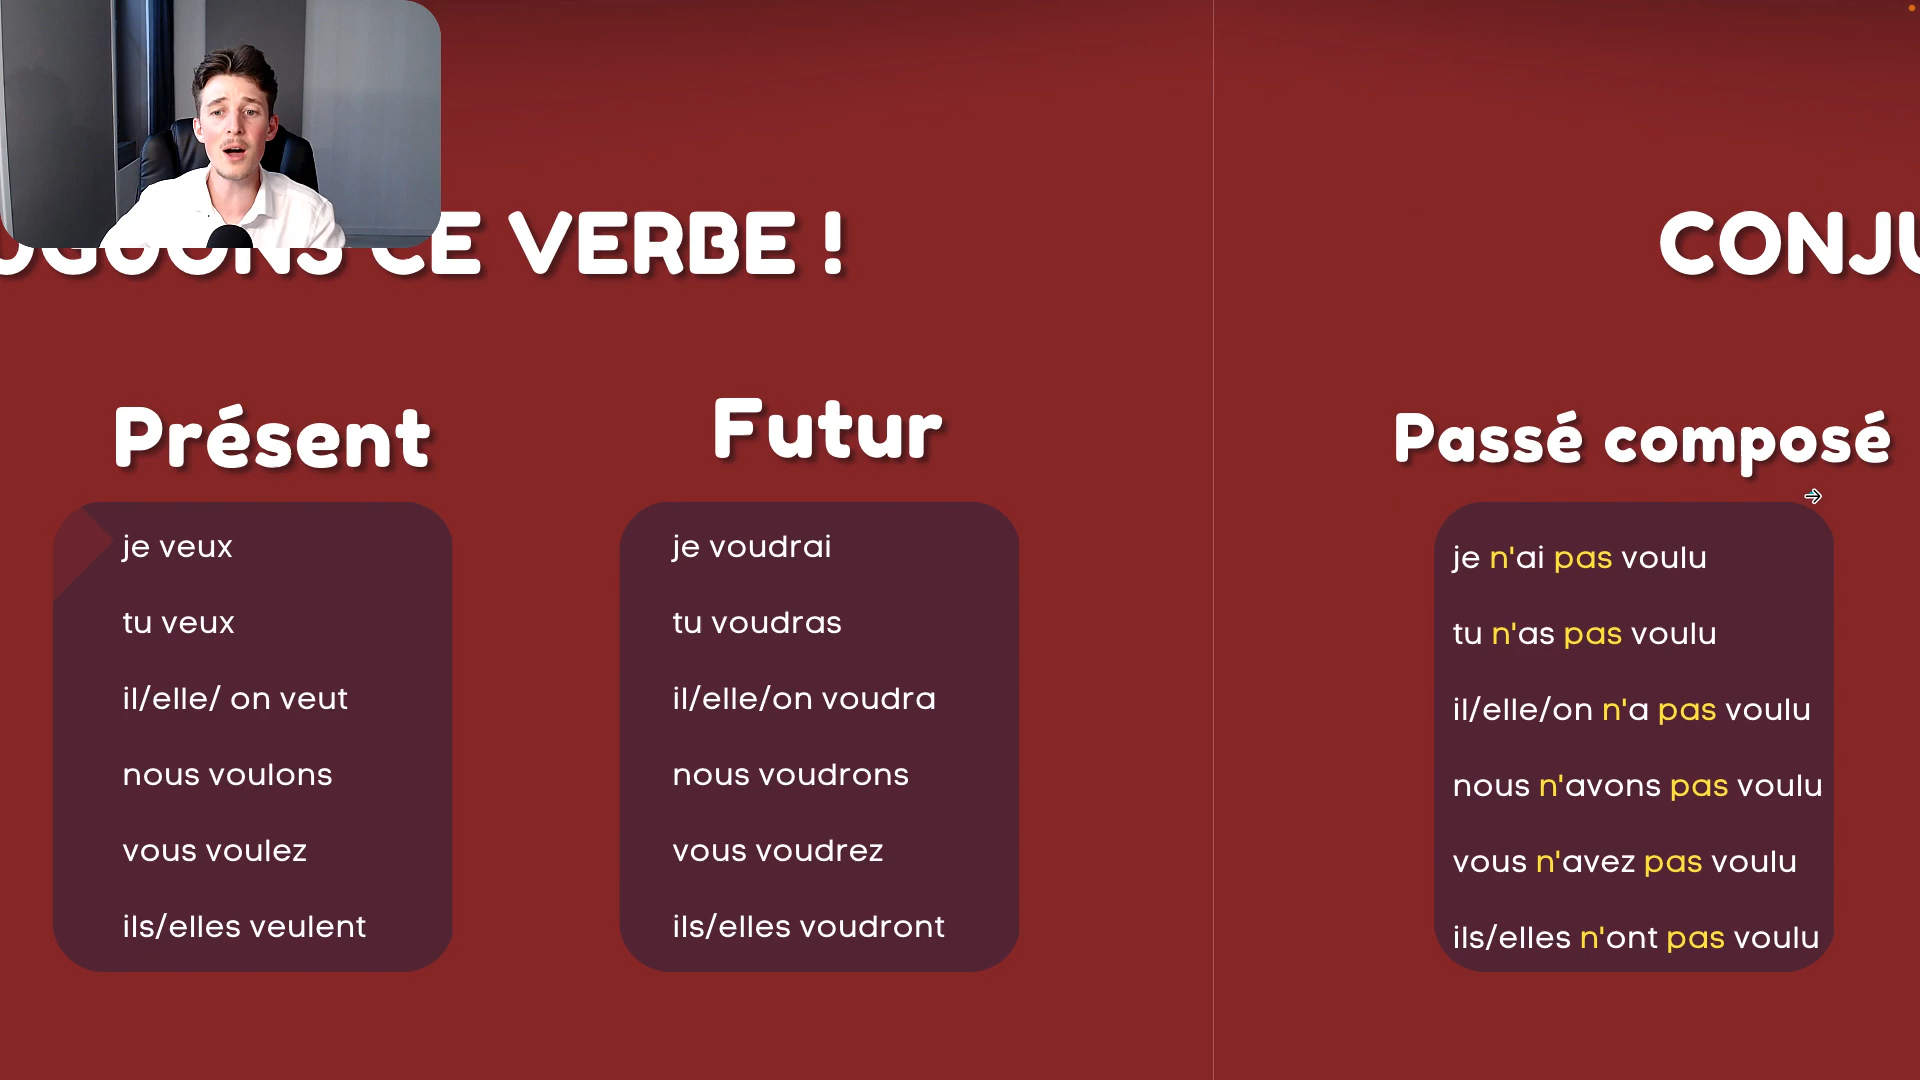 CE VERBE !
Présent
je veux
tu veux
il/elle/ on veut
nous voulons
vous voulez
ils/elles veulent
Futur
je voudrai
tu voudras
il/elle/on voudra
nous voudrons
vous voudrez
ils/elles voudront
CONJU
Passé composé
je n'ai pas voulu
tu n'as pas voulu
il/elle/on n'a pas voulu
nous n'avons pas voulu
vous n'avez pas voulu
ils/elles n'ont pas voulu